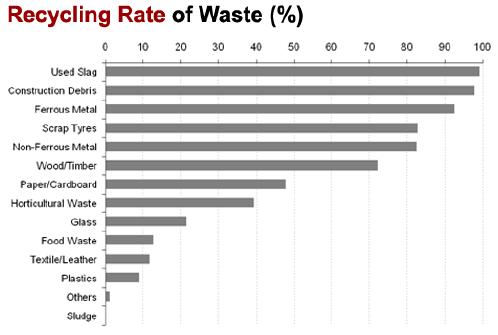 Recycling Rate of Waste (%)
0 10 20 30 40 50 60 70 80 90 100
Used Slag
Construction Debris
Ferrous Metal
Scrap Tyres
Non-Ferrous Metal
Wood/Timber
Paper/Cardboard
Horticultural Waste
Glass
Food Waste
Textile/Leather
Plastics
Others
Sludge